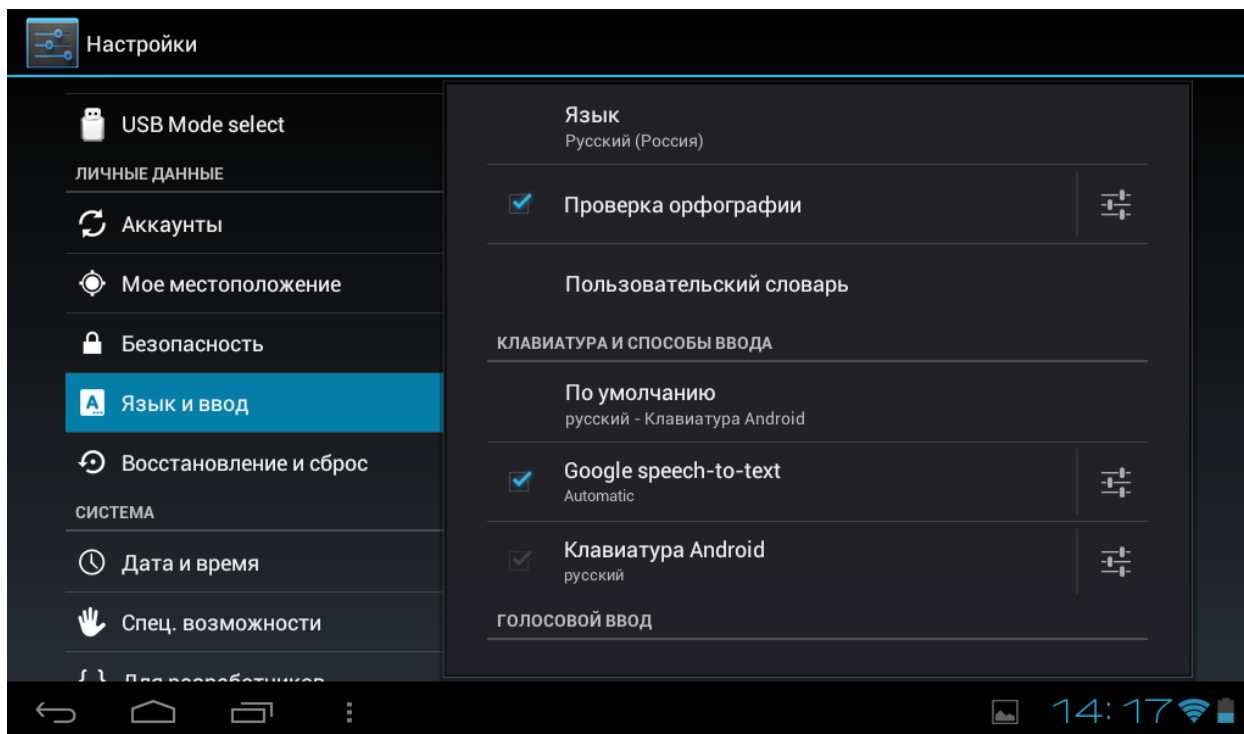 Настройки
USB Mode select
ЛИЧНЫЕ ДАННЫЕ
Аккаунты
Мое местоположение
Безопасность
Язык и ввод
Восстановление и сброс
СИСТЕМА
Дата и время
Спец. возможности
Для разработчиков
Язык
Русский (Россия)
Проверка орфографии
Пользовательский словарь
КЛАВИАТУРА И СПОСОБЫ ВВОДА
По умолчанию
русский - Клавиатура Android
Google speech-to-text
Automatic
Клавиатура Android
русский
ГОЛОСОВОЙ ВВОД
14:17